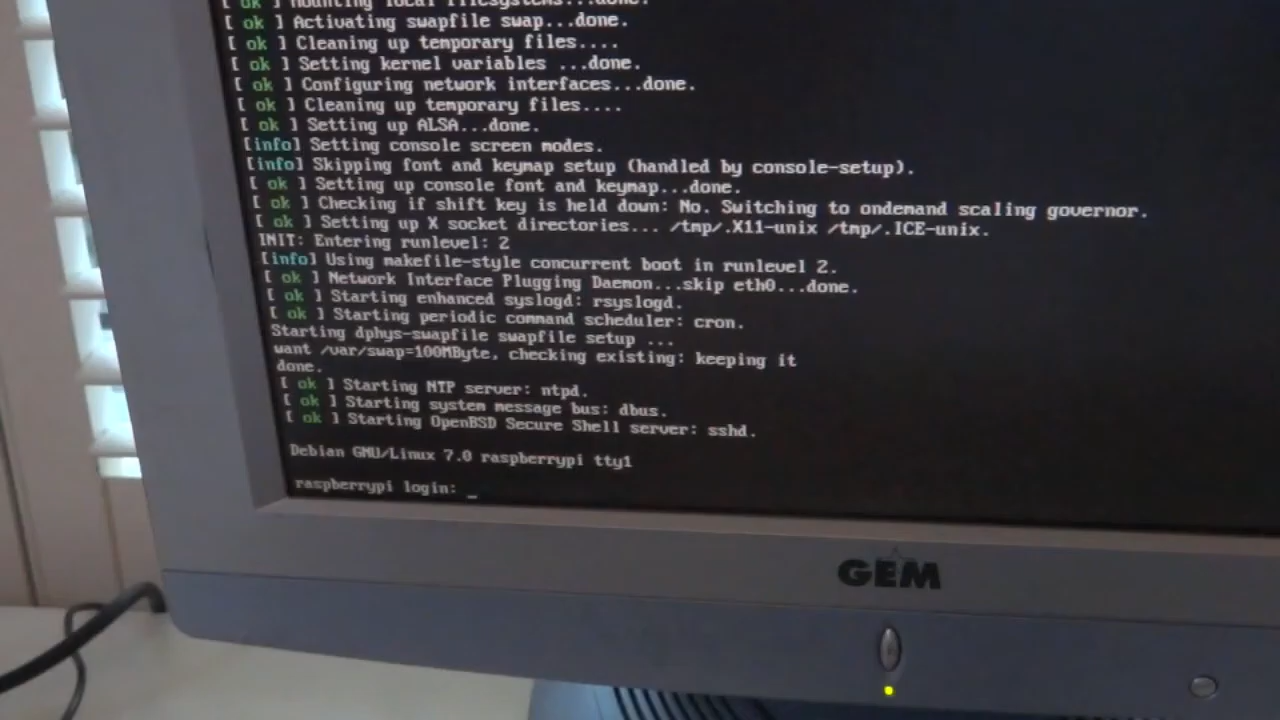 [ ok ] Mounting local filesystems...done.
[ ok ] Activating swapfile swap...done.
[ ok ] Cleaning up temporary files....
[ ok ] Setting kernel variables ...done.
[ ok ] Configuring network interfaces...done.
[ ok ] Cleaning up temporary files....
[ ok ] Setting up ALSA...done.
[info] Setting console screen modes.
[info] Skipping font and keymap setup (handled by console-setup).
[ ok ] Setting up console font and keymap...done.
[ ok ] Checking if shift key is held down: No. Switching to ondemand scaling governor.
[ ok ] Setting up X socket directories... /tmp/.X11-unix /tmp/.ICE-unix.
INIT: Entering runlevel: 2
[info] Using makefile-style concurrent boot in runlevel 2.
[ ok ] Network Interface Plugging Daemon...skip eth0...done.
[ ok ] Starting enhanced syslogd: rsyslogd.
[ ok ] Starting periodic command scheduler: cron.
Starting dphys-swapfile swapfile setup ...
want /var/swap=100MByte, checking existing: keeping it
done.
[ ok ] Starting NTP server: ntpd.
[ ok ] Starting system message bus: dbus.
[ ok ] Starting OpenBSD Secure Shell server: sshd.
Debian GNU/Linux 7.0 raspberrypi tty1
raspberrypi login: _
GEM